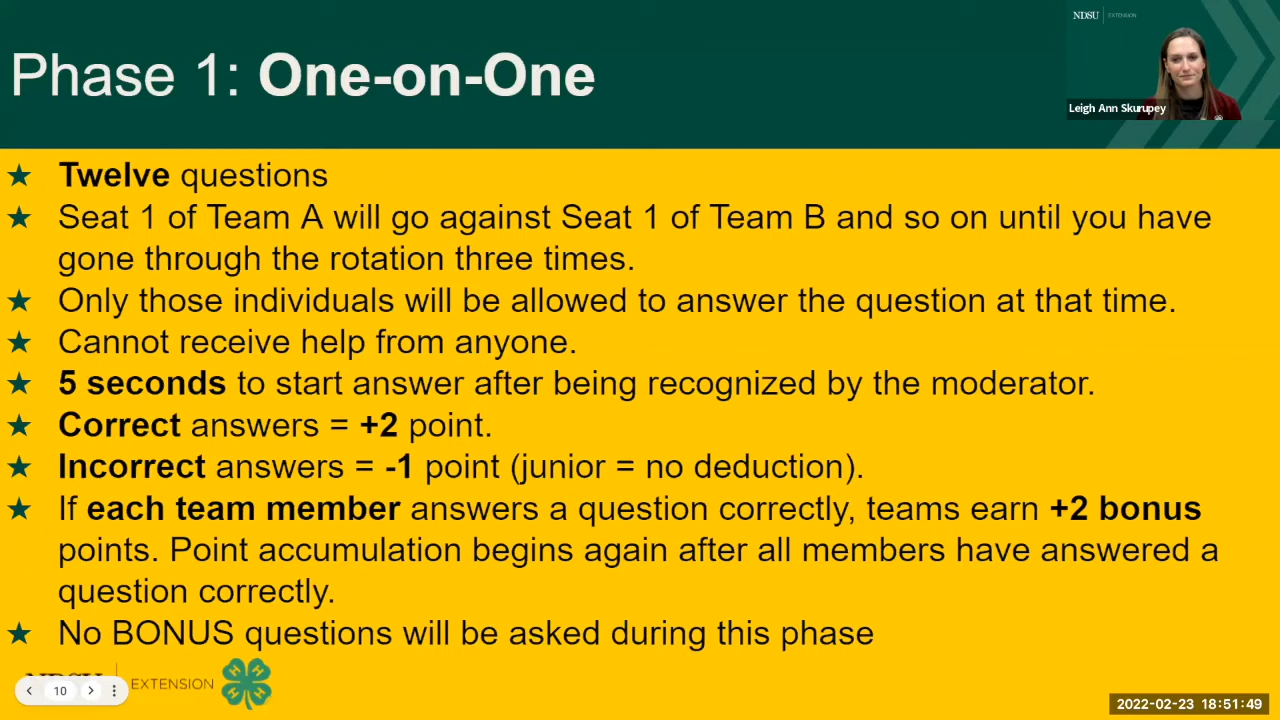 NDSU EXTENSION
Phase 1: One-on-One
Leigh Ann Skurupey
★ Twelve questions
★ Seat 1 of Team A will go against Seat 1 of Team B and so on until you have
gone through the rotation three times.
★ Only those individuals will be allowed to answer the question at that time.
★ Cannot receive help from anyone.
★ 5 seconds to start answer after being recognized by the moderator.
★ Correct answers = +2 point.
★ Incorrect answers = -1 point (junior = no deduction).
★ If each team member answers a question correctly, teams earn +2 bonus
points. Point accumulation begins again after all members have answered a
question correctly.
★ No BONUS questions will be asked during this phase
NDSU EXTENSION
H H H H
10
2022-02-23 18:51:49